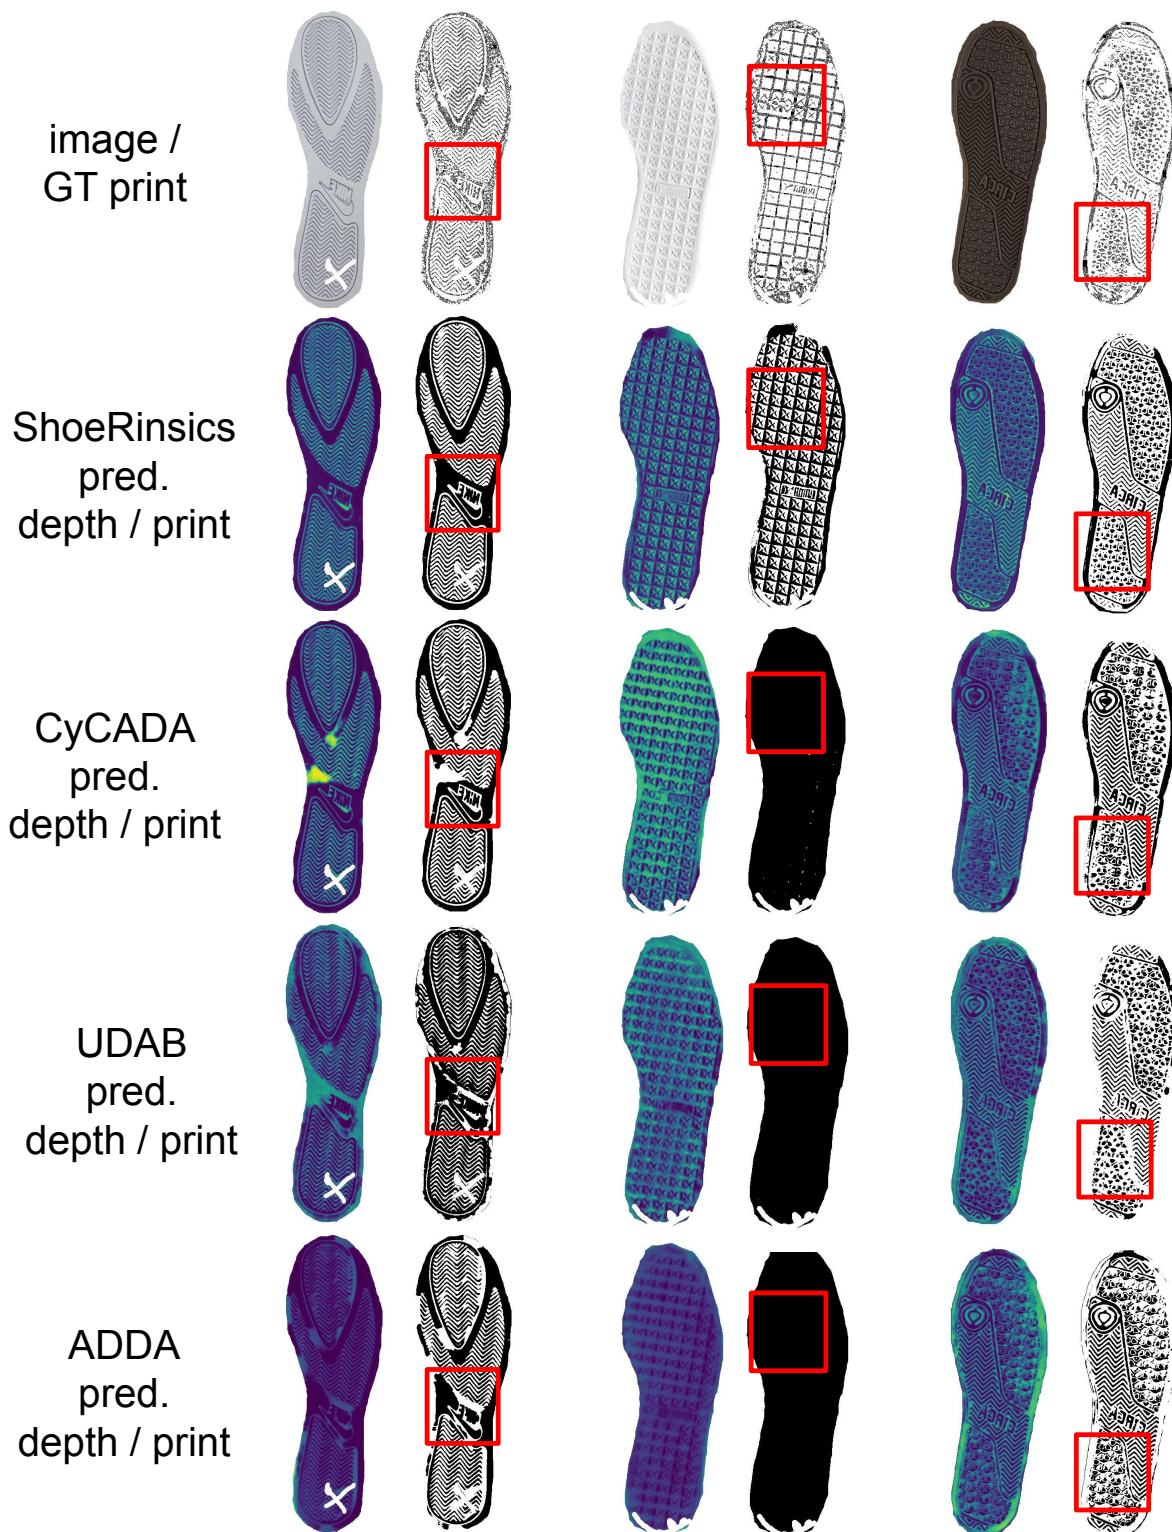 image /
GT print
ShoeRinsics
pred.
depth / print
CyCADA
pred.
depth / print
UDAB
pred.
depth / print
ADDA
pred.
depth / print